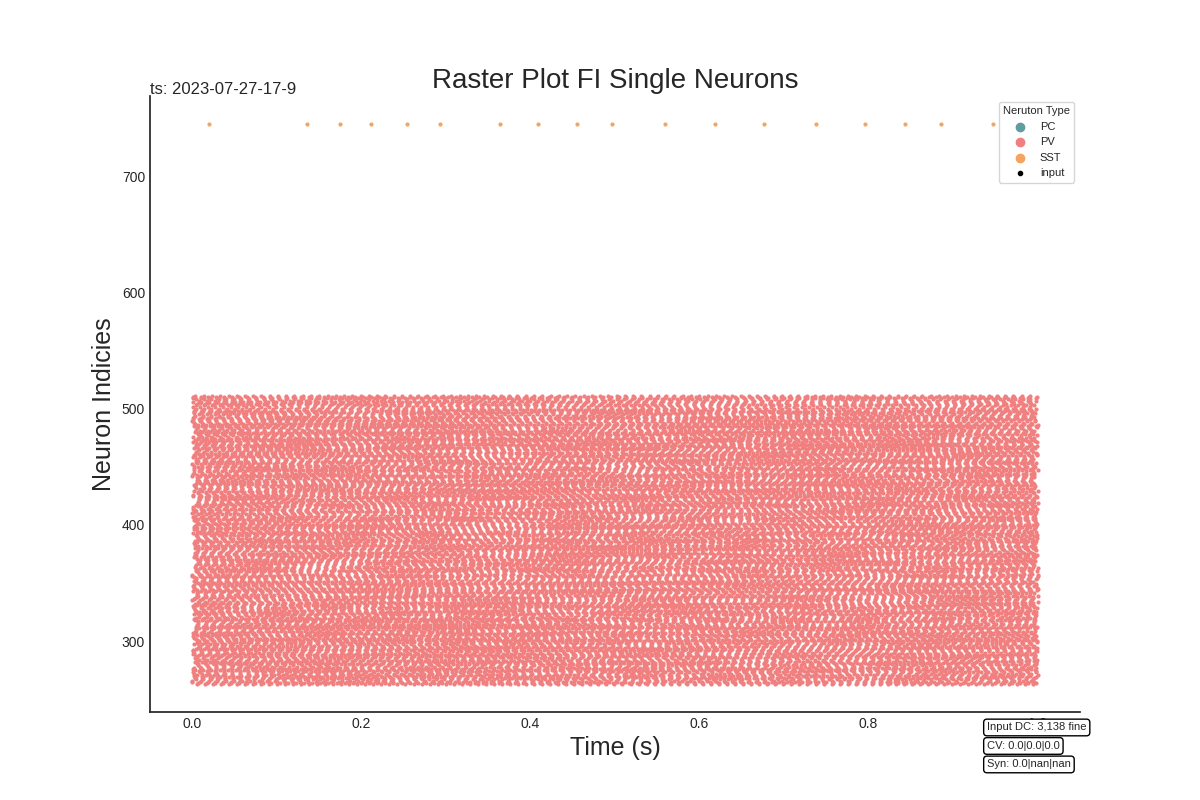 Raster Plot FI Single Neurons
ts: 2023-07-27-17-9
Neruton Type
PC
PV
SST
input
700
600
500
400
300
Neuron Indicies
0.0
0.2
0.4
0.6
0.8
Time (s)
Input DC: 3,138 fine
CV: 0.0|0.0|0.0
Syn: 0.0|nan|nan